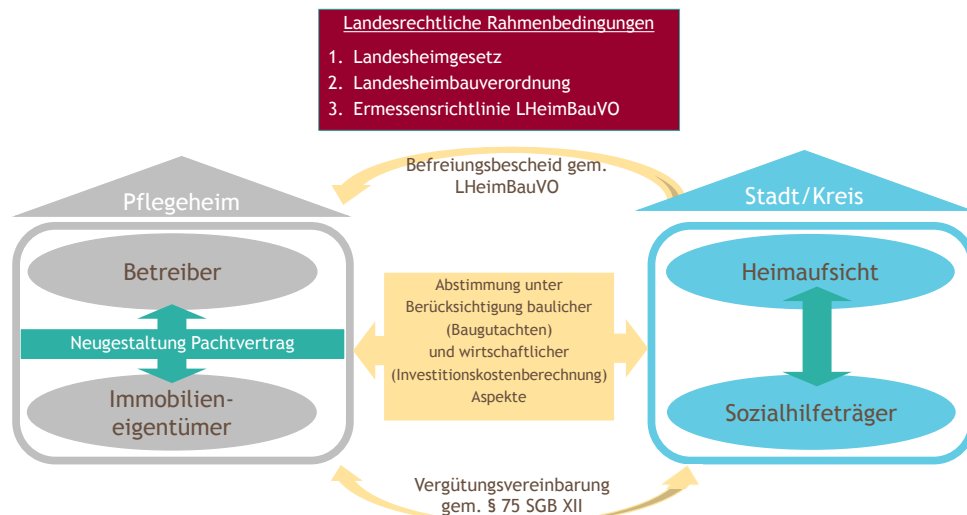 Landesrechtliche Rahmenbedingungen
1. Landesheimgesetz
2. Landesheimbauverordnung
3. Ermessensrichtlinie LHeimBauVO
Befreiungsbescheid gem.
LHeimBauVO
Pflegeheim
Stadt/Kreis
Betreiber
Neugestaltung Pachtvertrag
Immobilien-
eigentümer
Abstimmung unter
Berücksichtigung baulicher
(Baugutachten)
und wirtschaftlicher
(Investitionskostenberechnung)
Aspekte
Heimaufsicht
Sozialhilfeträger
Vergütungsvereinbarung
gem. § 75 SGB XII